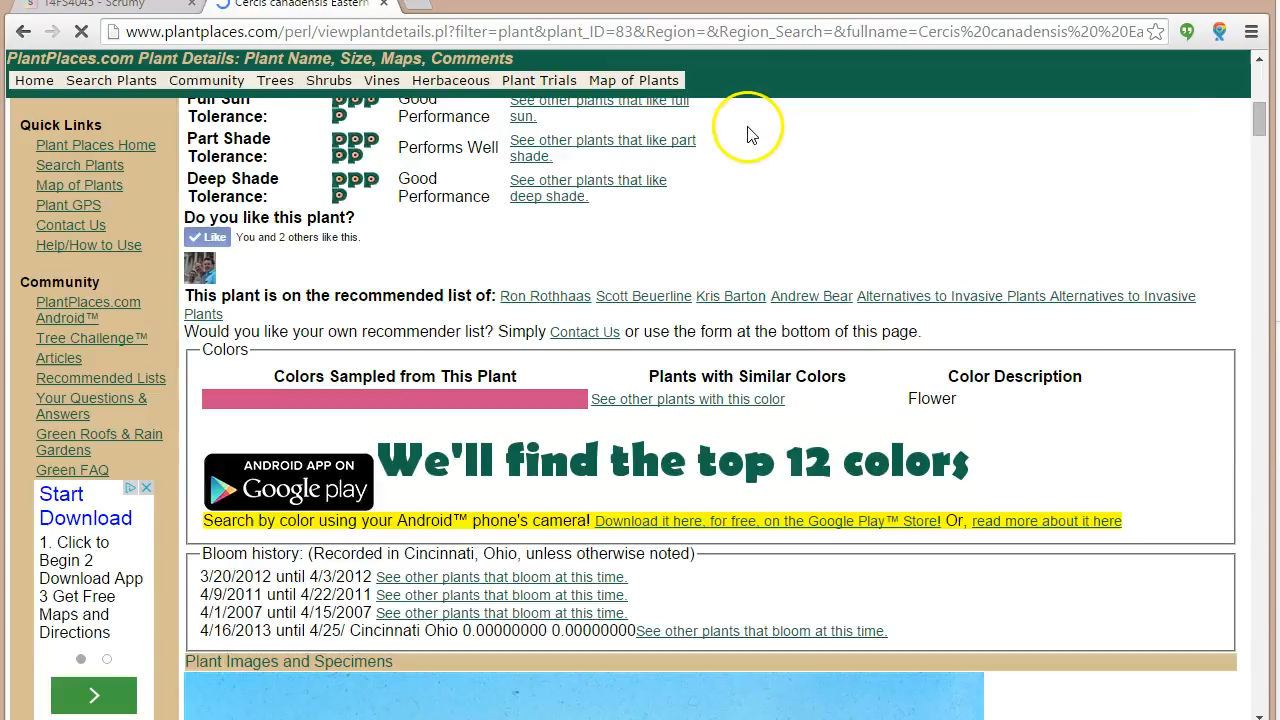 T4FS4045 - Scrumy
Cercis canadensis Eastern
www.plantplaces.com/perl/viewplantdetails.pl?filter=plant&Plant_ID=83&Region=&Region_Search=&fullname=Cercis%20canadensis%20%20Ea
PlantPlaces.com Plant Details: Plant Name, Size, Maps, Comments
Home Search Plants Community Trees Shrubs Vines Herbaceous Plant Trials Map of Plants
Quick Links
Plant Places Home
Search Plants
Map of Plants
Plant GPS
Contact Us
Help/How to Use
Community
PlantPlaces.com
Android™
Tree Challenge™
Articles
Recommended Lists
Your Questions &
Answers
Green Roofs & Rain
Gardens
Green FAQ
Start
Download
1. Click to
Begin 2
Download App
3 Get Free
Maps and
Directions
Full Sun Good See other plants that like full
Tolerance: Performance sun.
Part Shade Performs Well See other plants that like part
Tolerance: shade.
Deep Shade Good See other plants that like
Tolerance: Performance deep shade.
Do you like this plant?
Like You and 2 others like this.
This plant is on the recommended list of: Ron Rothhaas Scott Beuerline Kris Barton Andrew Bear Alternatives to Invasive Plants Alternatives to Invasive
Plants
Would you like your own recommender list? Simply Contact Us or use the form at the bottom of this page.
Colors
Colors Sampled from This Plant Plants with Similar Colors Color Description
See other plants with this color Flower
ANDROID APP ON
Google play
We'll find the top 12 colors
Search by color using your Android™ phone's camera! Download it here, for free, on the Google Play™ Store! Or, read more about it here
Bloom history: (Recorded in Cincinnati, Ohio, unless otherwise noted)
3/20/2012 until 4/3/2012 See other plants that bloom at this time.
4/9/2011 until 4/22/2011 See other plants that bloom at this time.
4/1/2007 until 4/15/2007 See other plants that bloom at this time.
4/16/2013 until 4/25/ Cincinnati Ohio 0.00000000 0.00000000See other plants that bloom at this time.
Plant Images and Specimens